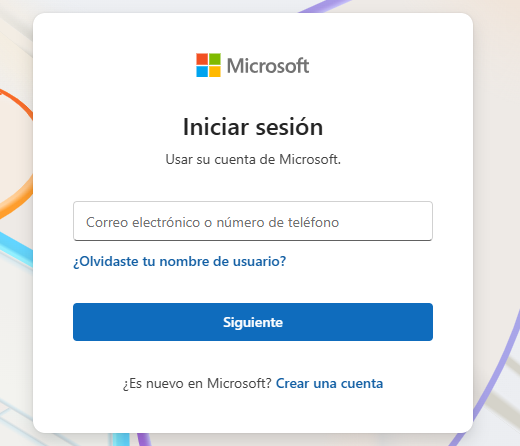 Microsoft
Iniciar sesión
Usar su cuenta de Microsoft.
Correo electrónico o número de teléfono
¿Olvidaste tu nombre de usuario?
Siguiente
¿Es nuevo en Microsoft? Crear una cuenta